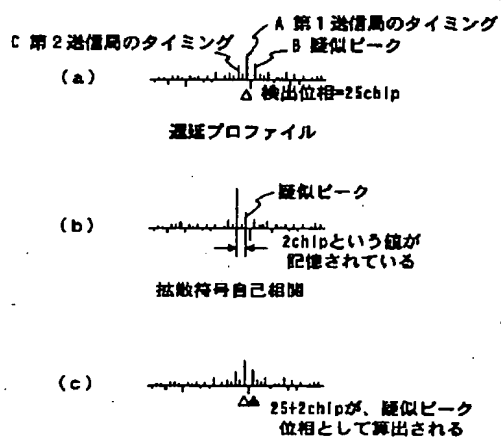 A 第1送信局のタイミング
C 第2送信局のタイミング
B 疑似ピーク
(a)
△ 検出位相=25chip
遅延プロファイル
疑似ピーク
(b)
2chipという値が
記憶されている
拡散符号自己相関
(c)
△▲
25+2chipが、疑似ピーク
位相として算出される